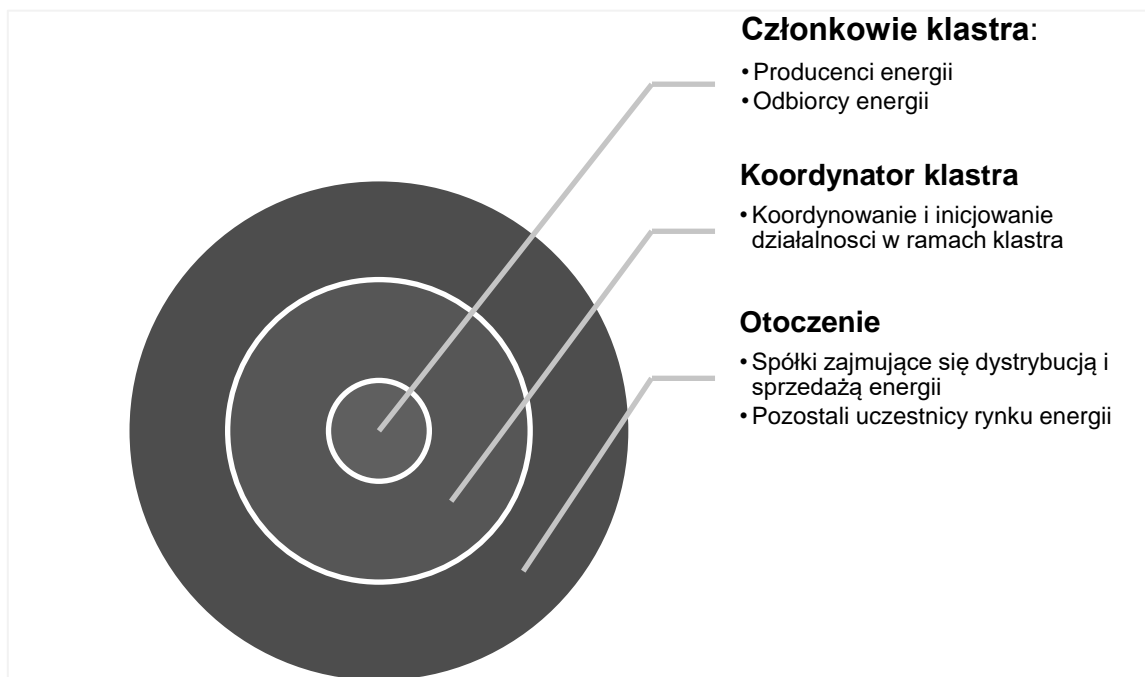 Członkowie klastra:
• Producenci energii
• Odbiorcy energii
Koordynator klastra
• Koordynowanie i inicjowanie
działalnosci w ramach klastra
Otoczenie
• Spółki zajmujące się dystrybucją i
sprzedażą energii
• Pozostali uczestnicy rynku energii